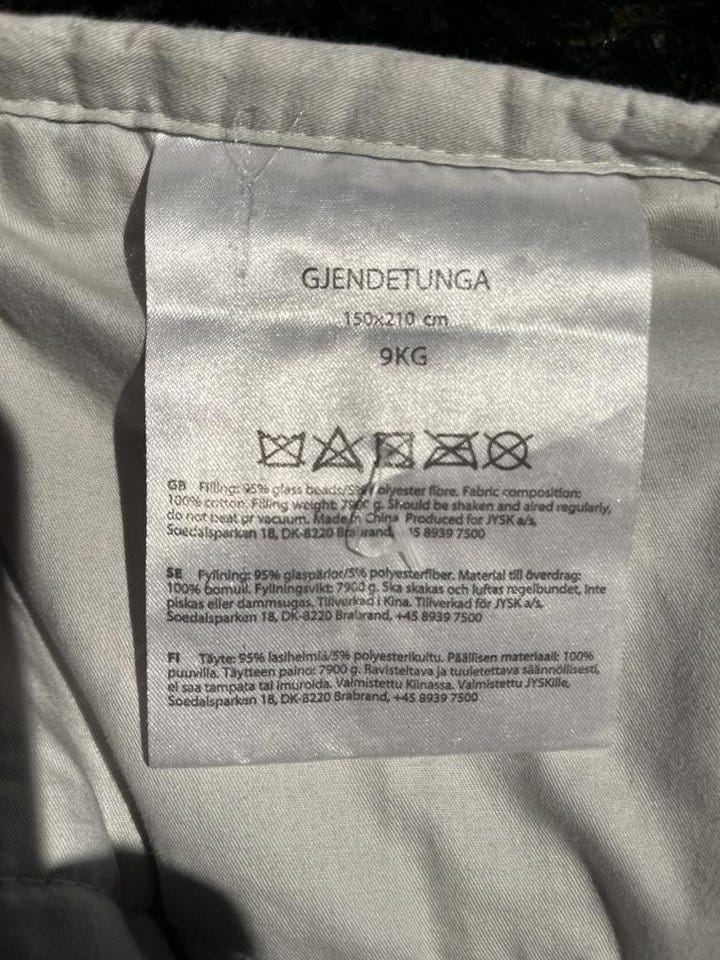 GJENDETUNGA
150x210 cm
9KG
GB Filling: 95% glass beads/5% polyester fibre. Fabric composition:
100% cotton. Filling weight: 7900 g. Should be shaken and aired regularly,
do not beat or vacuum. Made in China Produced for JYSK a/s,
Soedalsparken 18, DK-8220 Brabrand, 45 8939 7500
SE Fyllning: 95% glaspärlor/5% polyesterfiber. Material till överdrag:
100% bomull. Fyllningsvikt: 7900 g. Ska skakas och luftas regelbundet, inte
piskas eller dammsugas. Tillverkad i Kina. Tillverkad för JYSK a/s,
Soedalsparken 18, DK-8220 Brabrand, +45 8939 7500
FI Täyte: 95% lasihelmiä/5% polyesterikuitu. Päällisen materiaali: 100%
puuvilla. Täytteen paino: 7900 g. Ravisteltava ja tuuletettava säännöllisesti,
ei saa tampata tai imuroida. Valmistettu Kiinassa. Valmistettu JYSKille,
Soedalsparken 18, DK-8220 Brabrand, +45 8939 7500